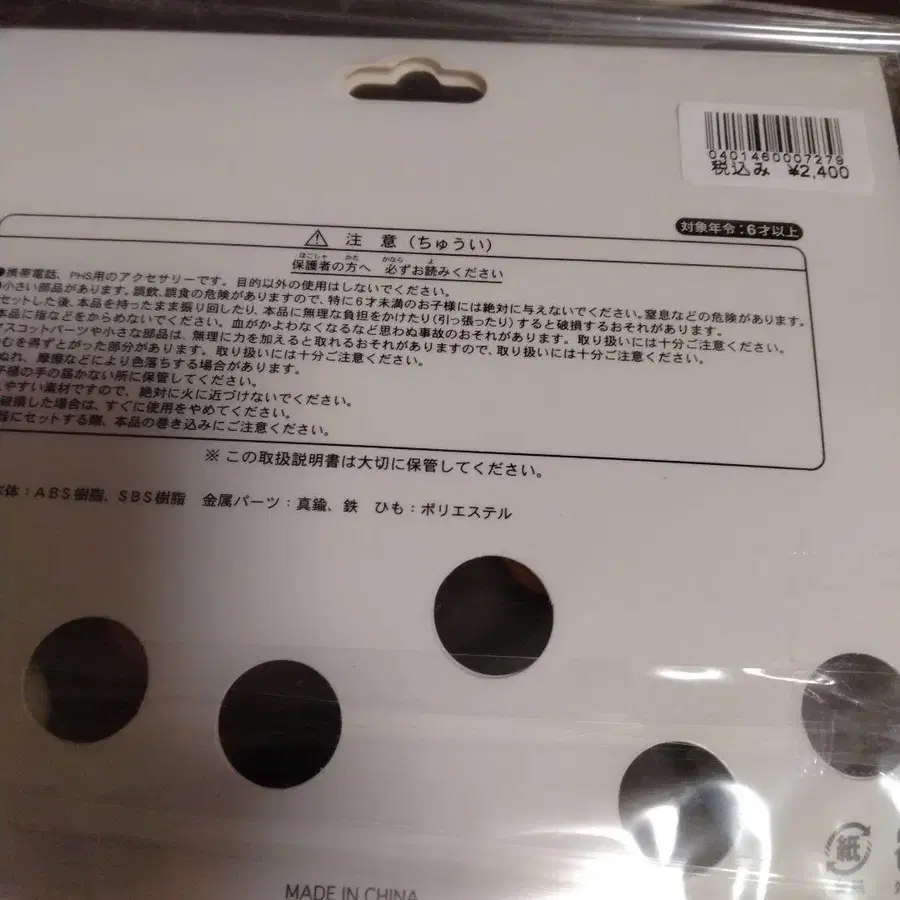 0401460007279
税込み ¥2,400
対象年令：6才以上
注 意（ちゅうい）
保護者の方へ 必ずお読みください
●携帯電話、PHS用のアクセサリーです。目的以外の使用はしないでください。
小さい部品があります。誤飲、誤食の危険がありますので、特に6才未満のお子様には絶対に与えないでください。窒息などの危険があります。
セットした後、本品を持ったまま振り回したり、本品に無理な負担をかけたり（引っ張ったり）すると破損するおそれがあります。
本品に指などをからめないでください。血がかよわなくなるなど思わぬ事故のおそれがあります。取り扱いには十分ご注意ください。
マスコットパーツや小さな部品は、無理に力を加えると取れるおそれがありますので、取り扱いには十分ご注意ください。
むを得ずとがった部分があります。取り扱いには十分ご注意ください。
ぬれ、摩擦などにより色落ちする場合があります。
子様の手の届かない所に保管してください。
えやすい素材ですので、絶対に火に近づけないでください。
破損した場合は、すぐに使用をやめてください。
器にセットする際、本品の巻き込みにご注意ください。
※ この取扱説明書は大切に保管してください。
本体：ABS樹脂、SBS樹脂 金属パーツ：真鍮、鉄 ひも：ポリエステル
紙
MADE IN CHINA